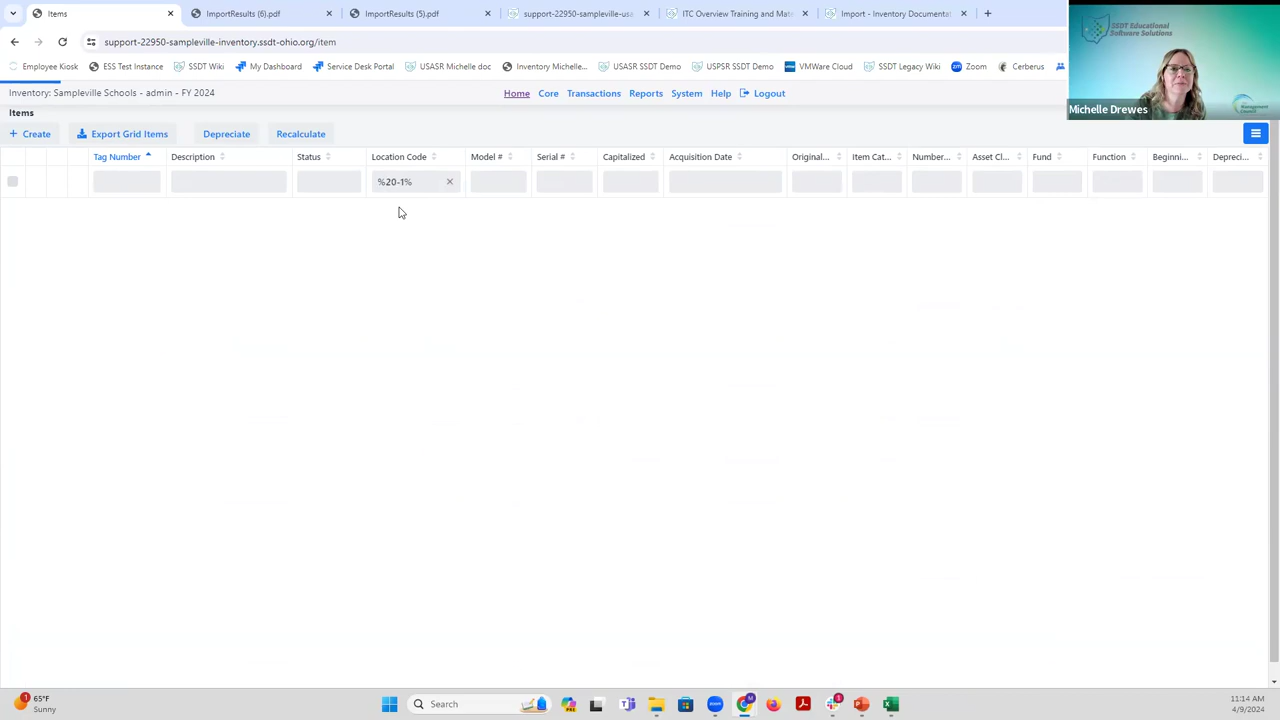 Items
ImportResults (6).pdf
ImportResults (5).pdf
support-22950-sampleville-usa
ITC Overview Training and Mate
Import - Inventory Documentat
support-22950-sampleville-inventory.ssdt-ohio.org/item
Employee Kiosk
ESS Test Instance
SSDT Wiki
My Dashboard
Service Desk Portal
USASR Michelle doc
Inventory Michelle...
USASR SSDT Demo
USPSR SSDT Demo
VMWare Cloud
SSDT Legacy Wiki
Zoom
Cerberus
SSDT Educational
Software Solutions
Michelle Drewes
Management
Council
Inventory: Sampleville Schools - admin - FY 2024
Home Core Transactions Reports System Help Logout
Items
+ Create
Export Grid Items
Depreciate
Recalculate
Tag Number Description Status Location Code Model # Serial # Capitalized Acquisition Date Original... Item Cat... Number... Asset Cl... Fund Function Beginni... Depreci...
%20-1%
65°F
Sunny
Search
11:14 AM
4/9/2024